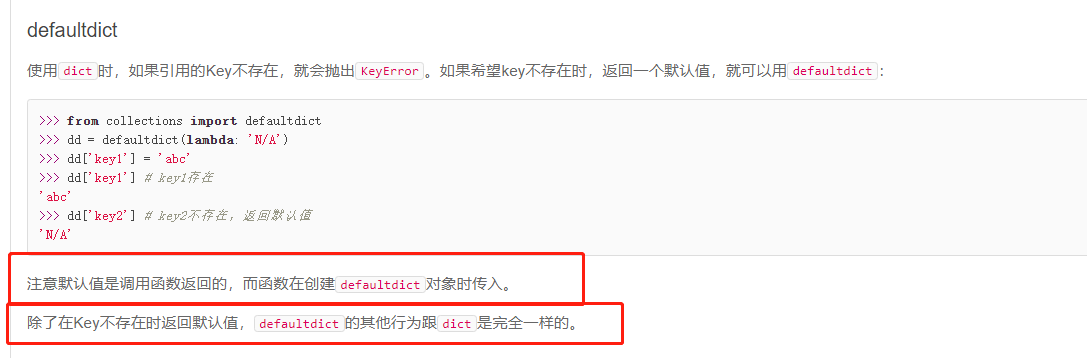 defaultdict
使用dict时，如果引用的Key不存在，就会抛出KeyError。如果希望key不存在时，返回一个默认值，就可以用defaultdict：
>>> from collections import defaultdict
>>> dd = defaultdict(lambda: 'N/A')
>>> dd['key1'] = 'abc'
>>> dd['key1'] # key1存在
'abc'
>>> dd['key2'] # key2不存在，返回默认值
'N/A'
注意默认值是调用函数返回的，而函数在创建defaultdict对象时传入。
除了在Key不存在时返回默认值，defaultdict的其他行为跟dict是完全一样的。